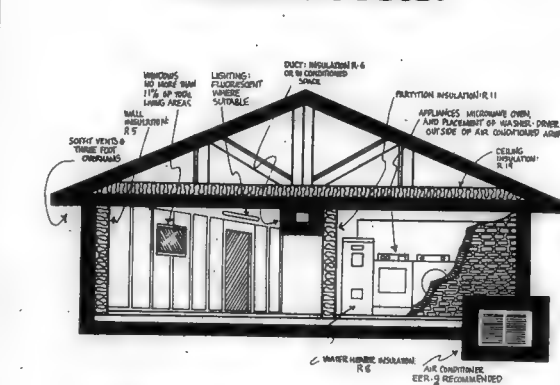 DUCT: INSULATION R-6
OR IN CONDITIONED
SPACE
WINDOWS
NO MORE THAN
11% OF TOTAL
LIVING AREAS
LIGHTING:
FLUORESCENT
WHERE
SUITABLE
PARTITION INSULATION: R 11
WALL
INSULATION:
R 5
APPLIANCES MICROWAVE OVEN,
AND PLACEMENT OF WASHER-DRYER
OUTSIDE OF AIR CONDITIONED AREA
SOFFIT VENTS &
THREE FOOT
OVERHANG
CEILING
INSULATION:
R 19
WATER HEATER INSULATION:
R 8
AIR CONDITIONER
EER-9 RECOMMENDED